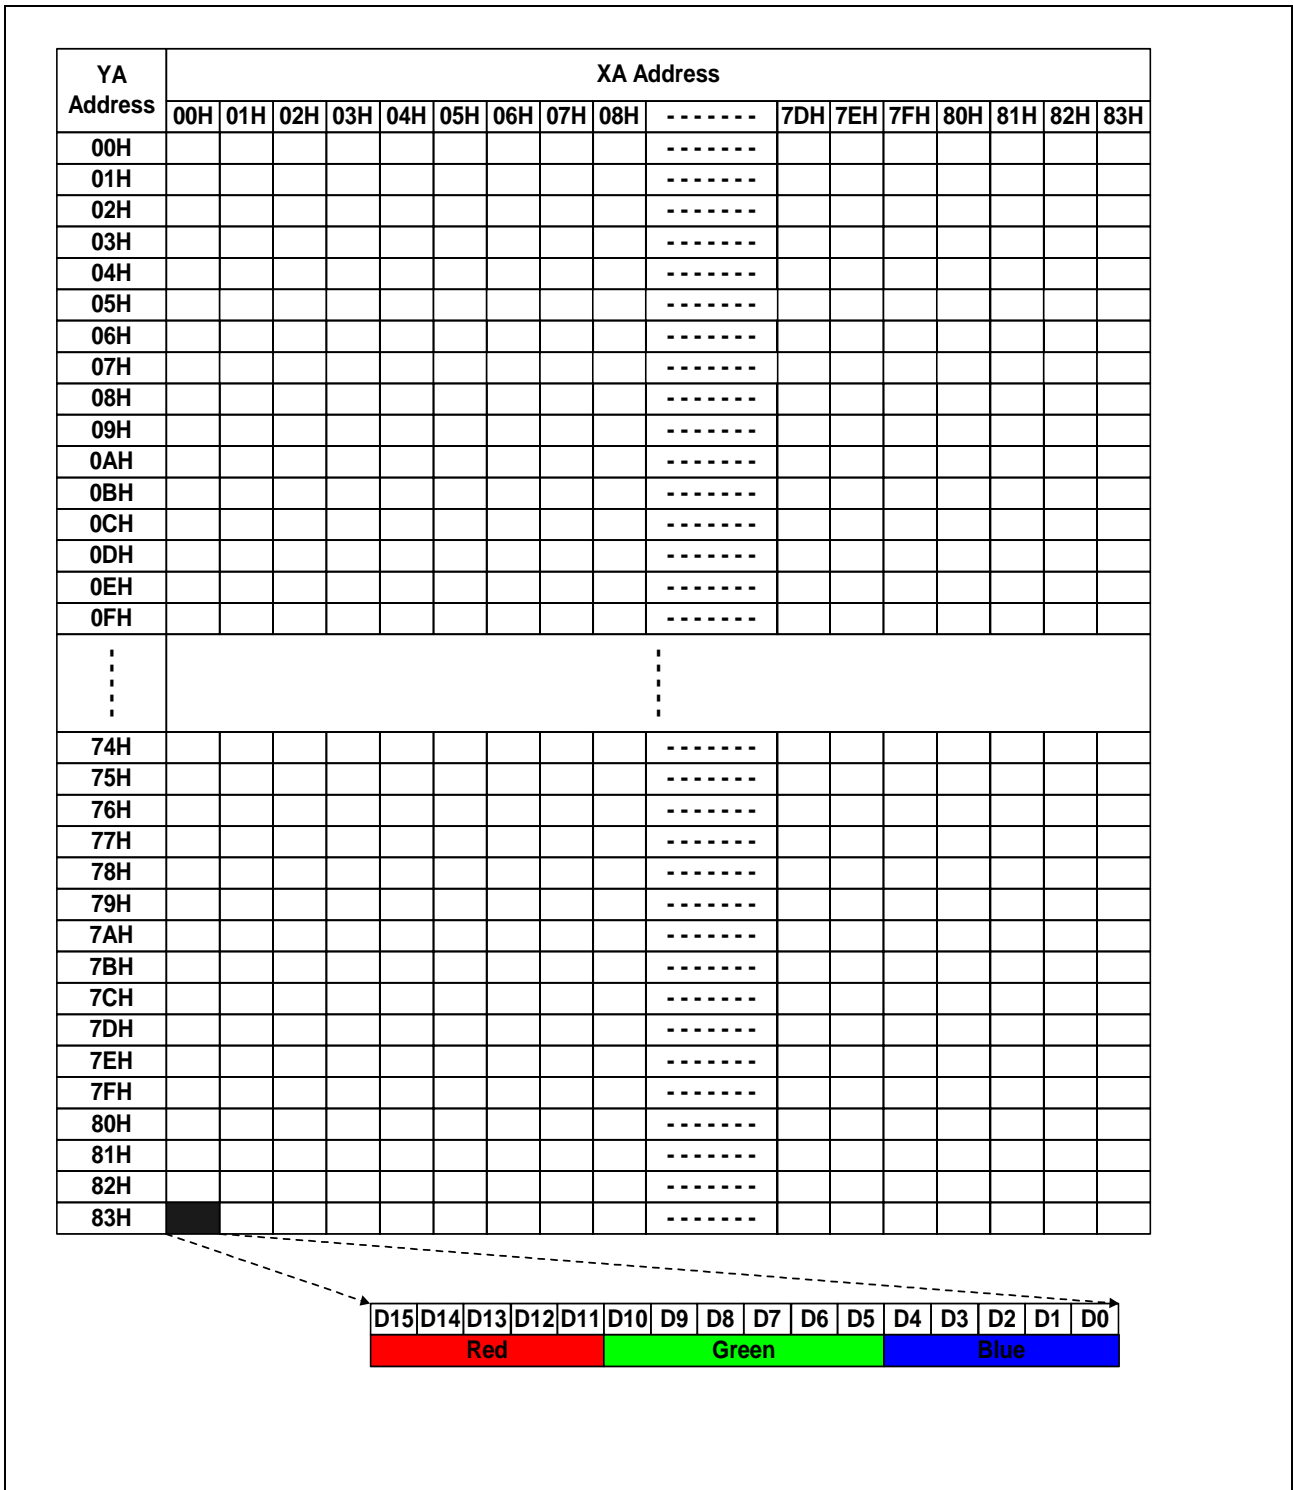 YA Address XA Address
00H 01H 02H 03H 04H 05H 06H 07H 08H - - - - - - - 7DH 7EH 7FH 80H 81H 82H 83H
00H - - - - - - -
01H - - - - - - -
02H - - - - - - -
03H - - - - - - -
04H - - - - - - -
05H - - - - - - -
06H - - - - - - -
07H - - - - - - -
08H - - - - - - -
09H - - - - - - -
0AH - - - - - - -
0BH - - - - - - -
0CH - - - - - - -
0DH - - - - - - -
0EH - - - - - - -
0FH - - - - - - -
74H - - - - - - -
75H - - - - - - -
76H - - - - - - -
77H - - - - - - -
78H - - - - - - -
79H - - - - - - -
7AH - - - - - - -
7BH - - - - - - -
7CH - - - - - - -
7DH - - - - - - -
7EH - - - - - - -
7FH - - - - - - -
80H - - - - - - -
81H - - - - - - -
82H - - - - - - -
83H - - - - - - -
D15 D14 D13 D12 D11 D10 D9 D8 D7 D6 D5 D4 D3 D2 D1 D0
Red Green Blue